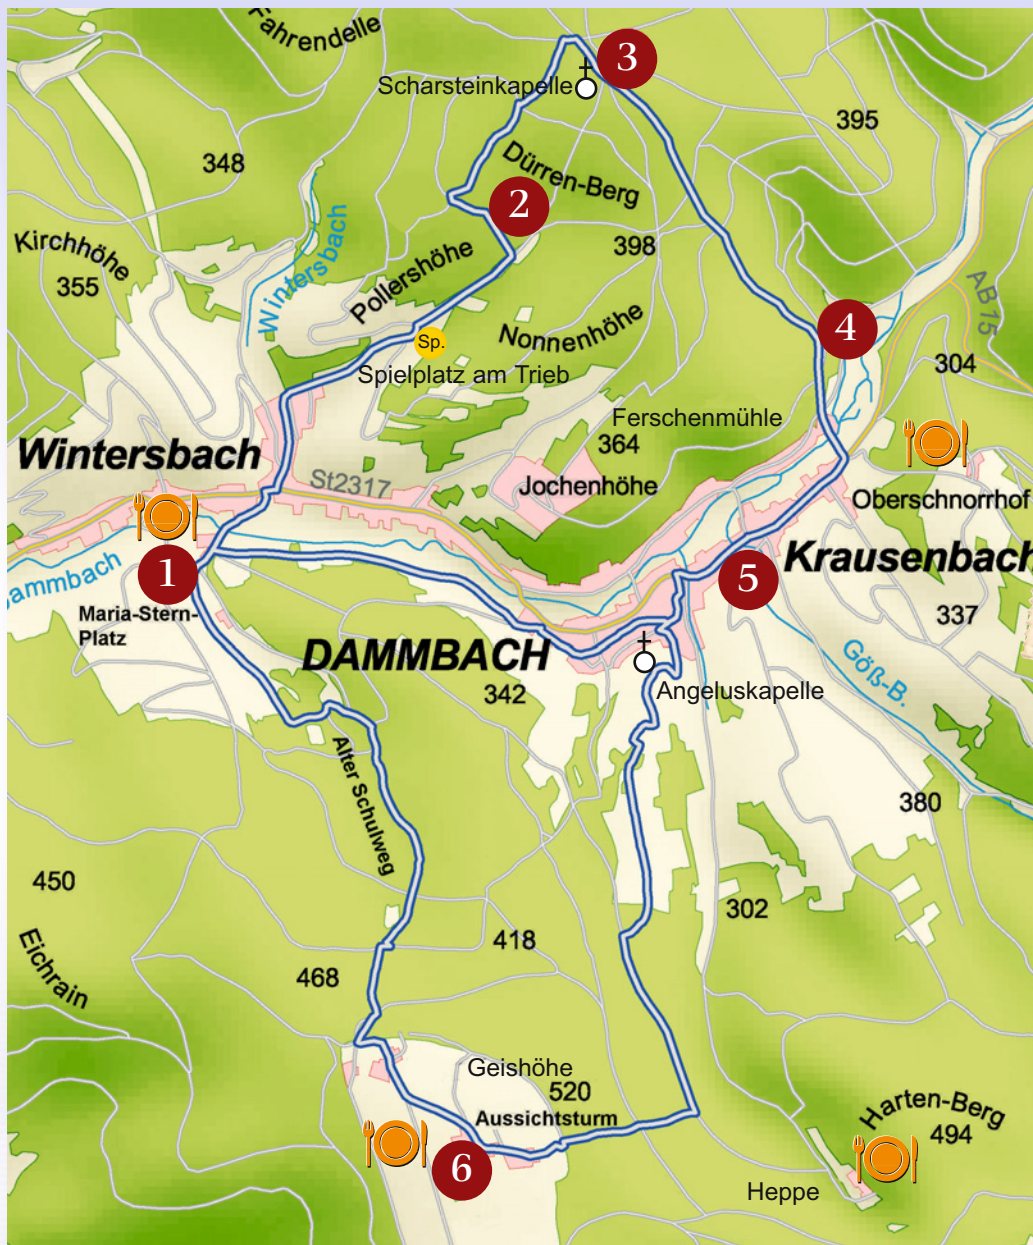 Fahrendelle
3
Scharsteinkapelle
395
348
Dürren-Berg
2
Wintersbach
Kirchhöhe
398
355
Pollershöhe
AB 15
Nonnenhöhe
4
Sp.
304
Spielplatz am Trieb
Ferschenmühle
364
Wintersbach
St2317
Jochenhöhe
Oberschnorrhof
Krausenbach
1
5
Dammbach
Maria-Stern-
Platz
337
DAMMBACH
Göß-B.
342
Angeluskapelle
Alter Schulweg
380
450
302
418
Eichrain
468
Geishöhe
520
Aussichtsturm
Harten-Berg
494
6
Heppe